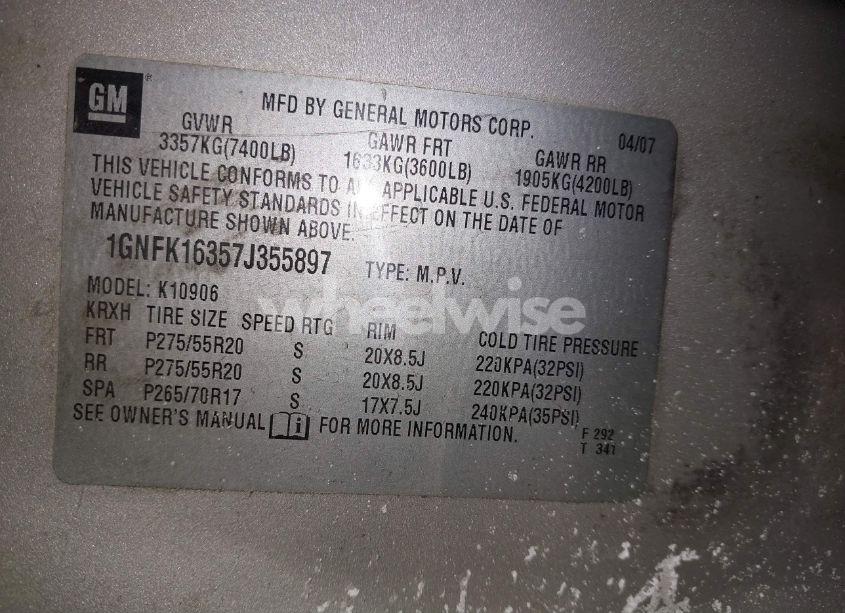 GM
MFD BY GENERAL MOTORS CORP. 04/07
GVWR GAWR FRT GAWR RR
3357KG(7400LB) 1633KG(3600LB) 1905KG(4200LB)
THIS VEHICLE CONFORMS TO ALL APPLICABLE U.S. FEDERAL MOTOR
VEHICLE SAFETY STANDARDS IN EFFECT ON THE DATE OF
MANUFACTURE SHOWN ABOVE.
1GNFK16357J355897 TYPE: M.P.V.
MODEL: K10906
wheelwise
KRXH TIRE SIZE SPEED RTG RIM COLD TIRE PRESSURE
FRT P275/55R20 S 20X8.5J 220KPA(32PSI)
RR P275/55R20 S 20X8.5J 220KPA(32PSI)
SPA P265/70R17 S 17X7.5J 240KPA(35PSI)
SEE OWNER'S MANUAL i FOR MORE INFORMATION.
F 292
T 341